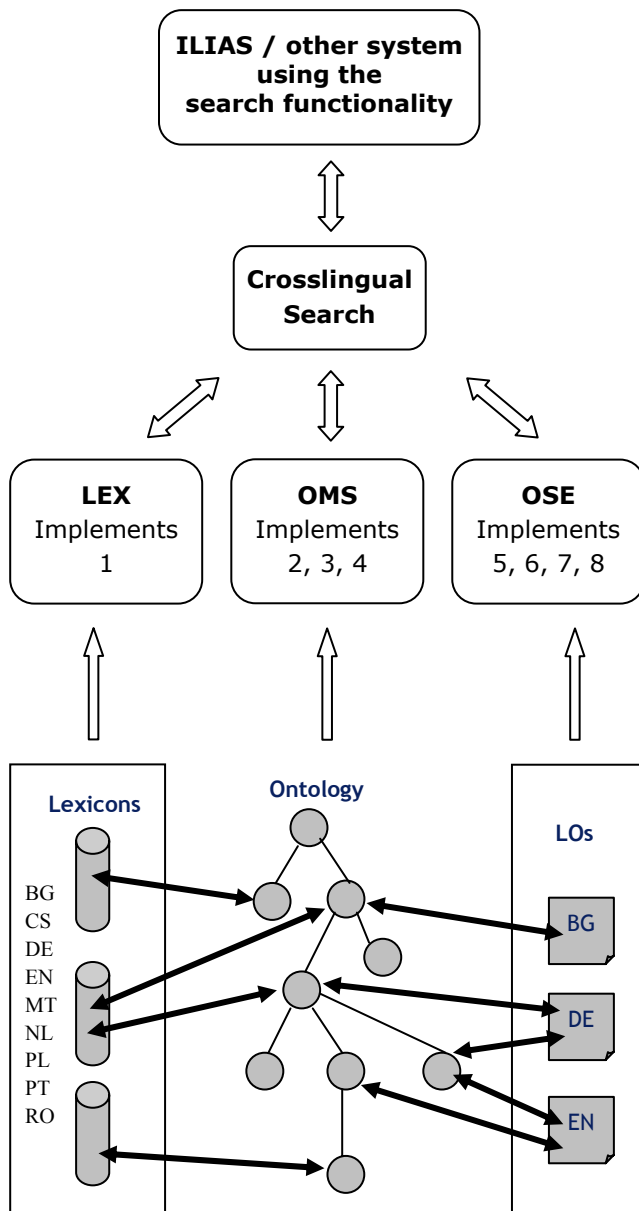 ILIAS / other system
using the
search functionality
Crosslingual
Search
LEX
Implements
1
OMS
Implements
2, 3, 4
OSE
Implements
5, 6, 7, 8
Lexicons
BG
CS
DE
EN
MT
NL
PL
PT
RO
Ontology
LOs
BG
DE
EN